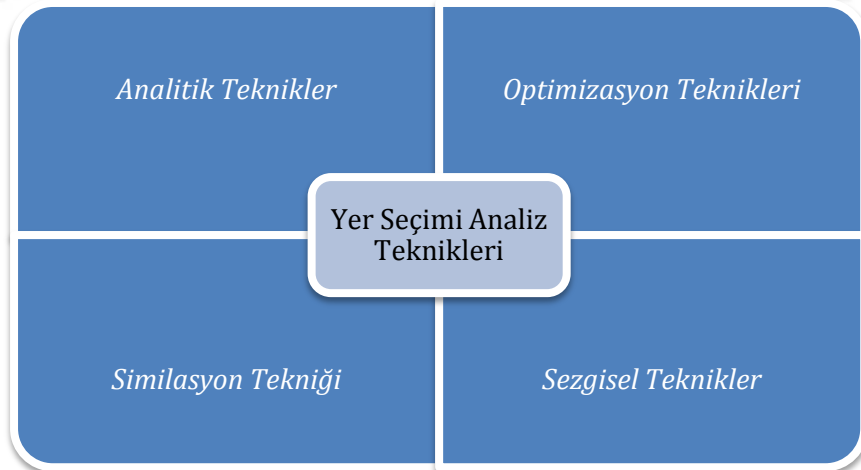 Analitik Teknikler
Optimizasyon Teknikleri
Yer Seçimi Analiz
Teknikleri
Similasyon Tekniği
Sezgisel Teknikler